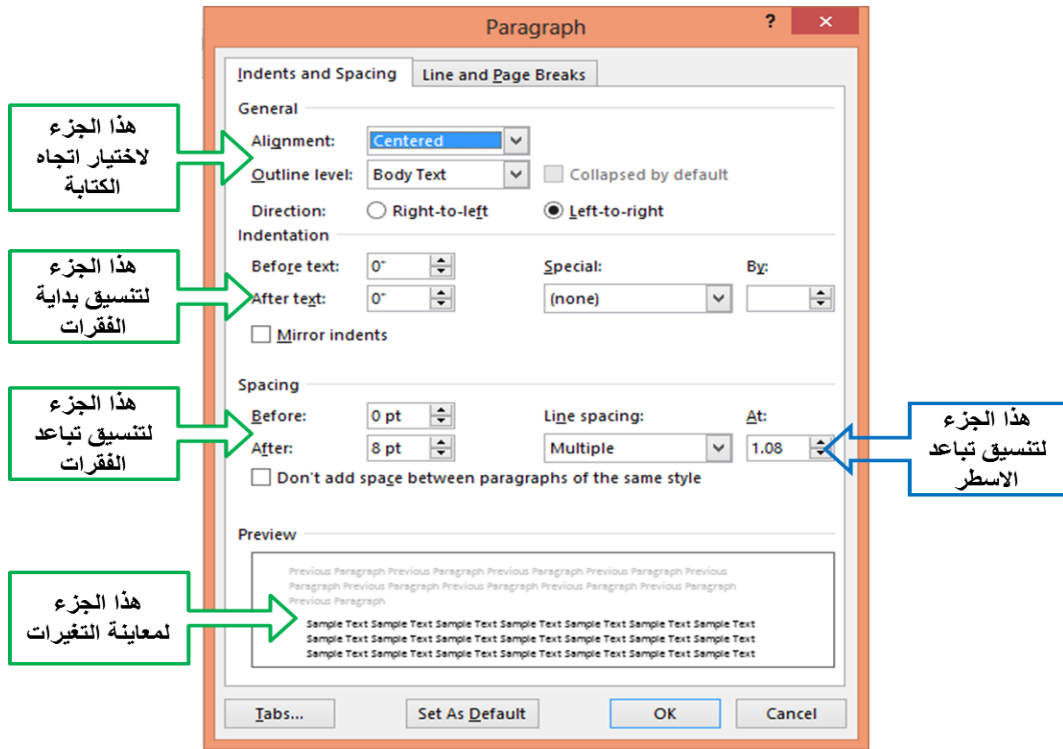 Paragraph
?
Indents and Spacing
Line and Page Breaks
General
هذا الجزء
لاختيار اتجاه
الكتابة
Alignment: Centered
Outline level: Body Text Collapsed by default
Direction: Right-to-left Left-to-right
Indentation
هذا الجزء
لتنسيق بداية
الفقرات
Before text: 0" Special: By:
After text: 0" (none)
Mirror indents
Spacing
هذا الجزء
لتنسيق تباعد
الفقرات
Before: 0 pt Line spacing: At:
After: 8 pt Multiple 1.08
Don't add space between paragraphs of the same style
هذا الجزء
لتنسيق تباعد
الاسطر
Preview
هذا الجزء
لمعاينة التغيرات
Previous Paragraph Previous Paragraph Previous Paragraph Previous Paragraph Previous
Paragraph Previous Paragraph Previous Paragraph Previous Paragraph Previous Paragraph
Previous Paragraph
Sample Text Sample Text Sample Text Sample Text Sample Text Sample Text Sample Text
Sample Text Sample Text Sample Text Sample Text Sample Text Sample Text Sample Text
Sample Text Sample Text Sample Text Sample Text Sample Text Sample Text Sample Text
Tabs... Set As Default OK Cancel